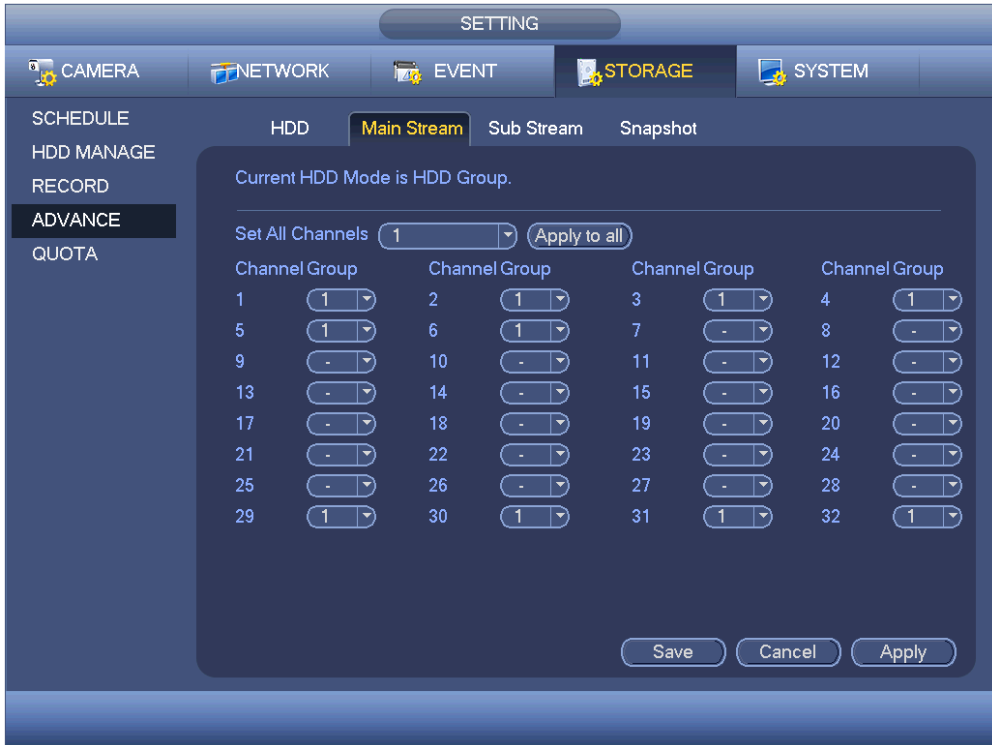 SETTING
CAMERA NETWORK EVENT STORAGE SYSTEM
SCHEDULE
HDD MANAGE
RECORD
ADVANCE
QUOTA
HDD Main Stream Sub Stream Snapshot
Current HDD Mode is HDD Group.
Set All Channels 1 Apply to all
Channel Group Channel Group Channel Group Channel Group
1 1 2 1 3 1 4 1
5 1 6 1 7 - 8 -
9 - 10 - 11 - 12 -
13 - 14 - 15 - 16 -
17 - 18 - 19 - 20 -
21 - 22 - 23 - 24 -
25 - 26 - 27 - 28 -
29 1 30 1 31 1 32 1
Save Cancel Apply